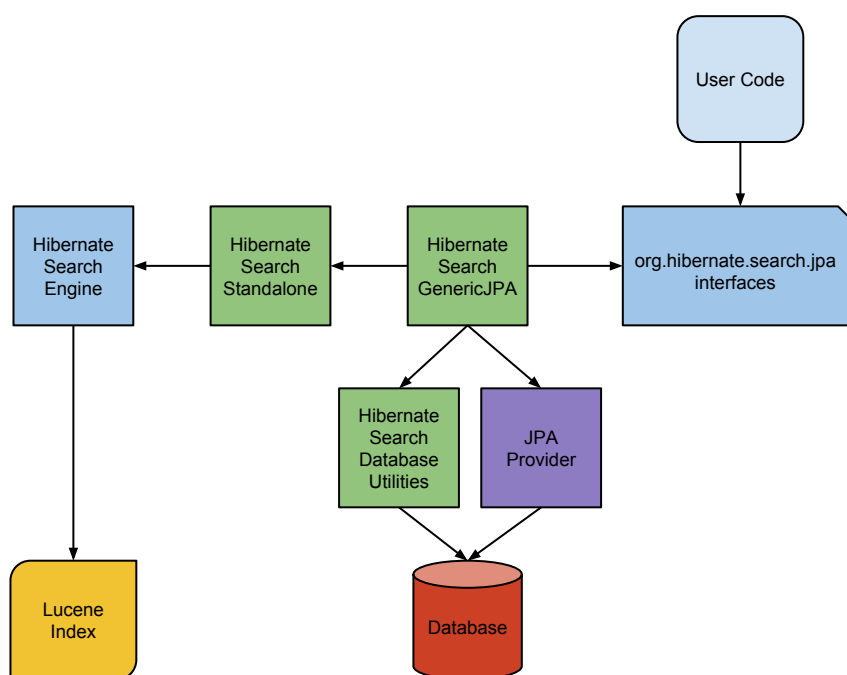 User Code
Hibernate
Search
Engine
Hibernate
Search
Standalone
Hibernate
Search
GenericJPA
org.hibernate.search.jpa
interfaces
Hibernate
Search
Database
Utilities
JPA
Provider
Lucene
Index
Database